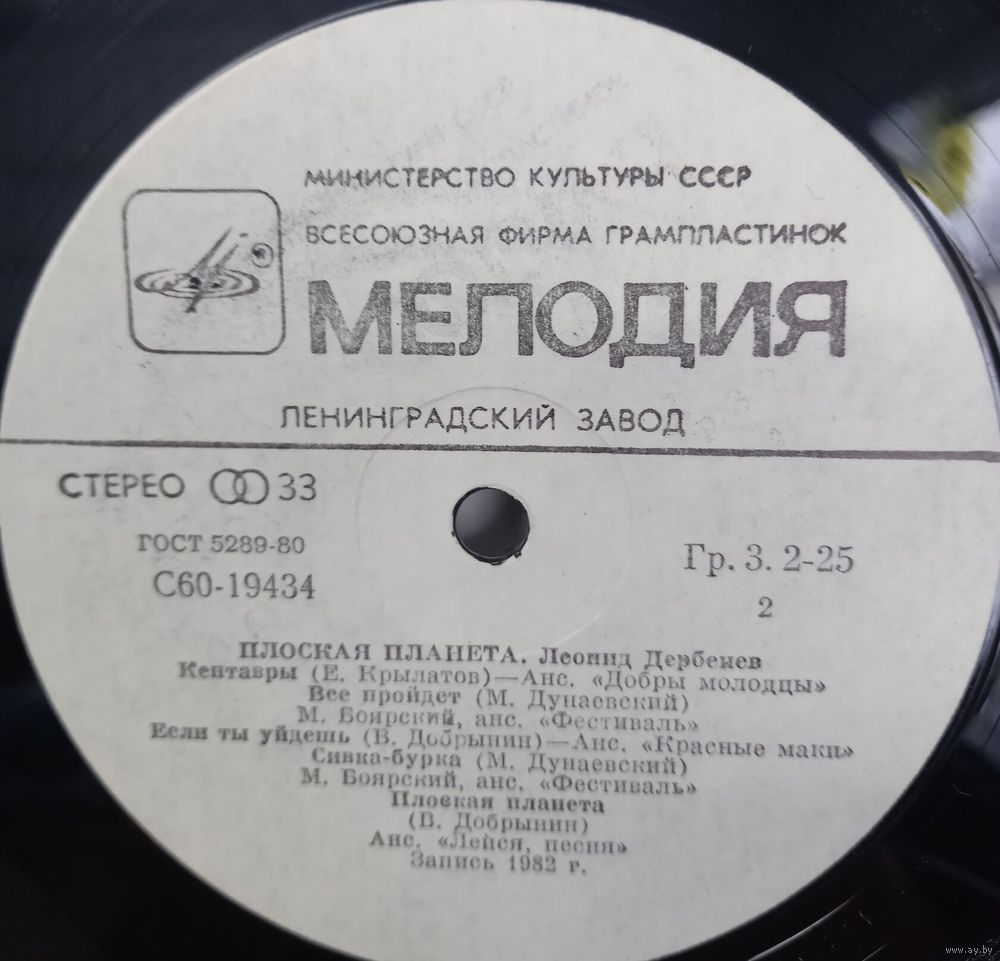 МИНИСТЕРСТВО КУЛЬТУРЫ СССР
ВСЕСОЮЗНАЯ ФИРМА ГРАМПЛАСТИНОК
МЕЛОДИЯ
ЛЕНИНГРАДСКИЙ ЗАВОД
СТЕРЕО 33
ГОСТ 5289-80
С60-19434
Гр. 3. 2-25
2
ПЛОСКАЯ ПЛАНЕТА. Леонид Дербенев
Кентавры (Е. Крылатов)—Анс. «Добры молодцы»
Все пройдет (М. Дунаевский)
М. Боярский, анс. «Фестиваль»
Если ты уйдешь (В. Добрынин)—Анс. «Красные маки»
Сивка-бурка (М. Дунаевский)
М. Боярский, анс. «Фестиваль»
Плоская планета
(В. Добрынин)
Анс. «Лейся, песня»
Запись 1982 г.
www.ay.by